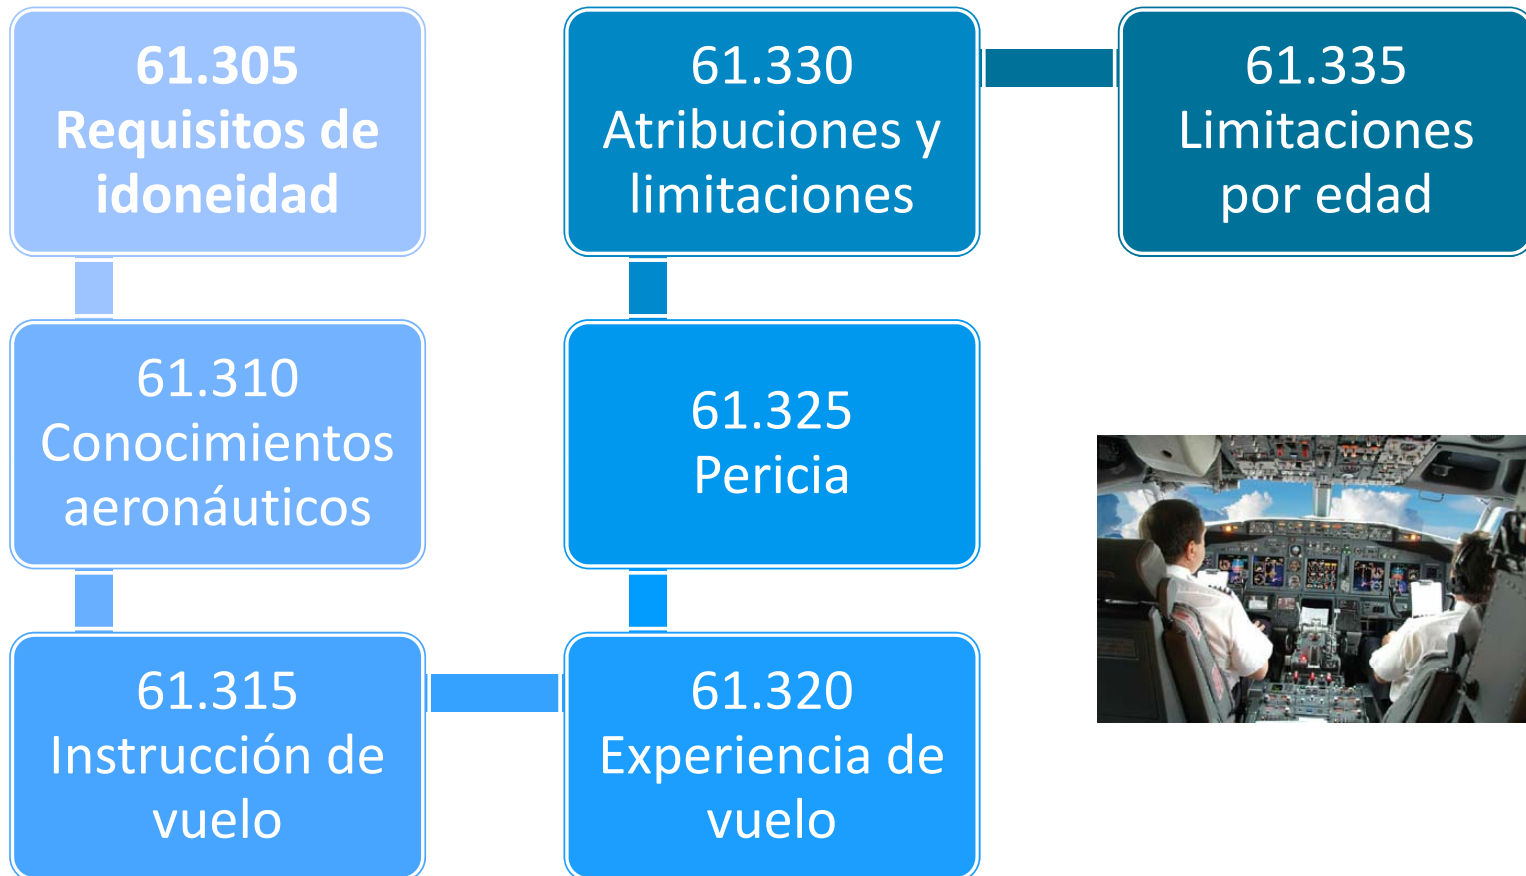 61.305
Requisitos de
idoneidad
61.310
Conocimientos
aeronáuticos
61.315
Instrucción de
vuelo
61.320
Experiencia de
vuelo
61.325
Pericia
61.330
Atribuciones y
limitaciones
61.335
Limitaciones
por edad